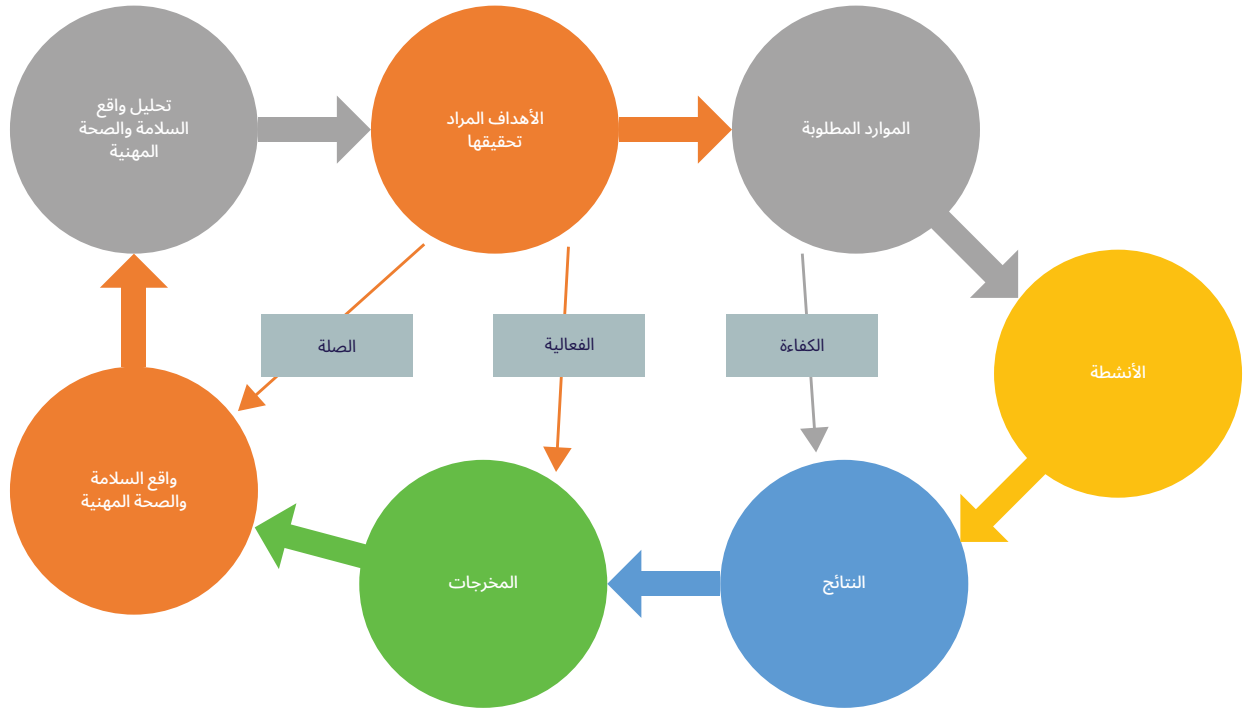 تحليل واقع
السلامة والصحة
المهنية
الأهداف المراد
تحقيقها
الموارد المطلوبة
الصلة
الفعالية
الكفاءة
الأنشطة
واقع السلامة
والصحة المهنية
المخرجات
النتائج